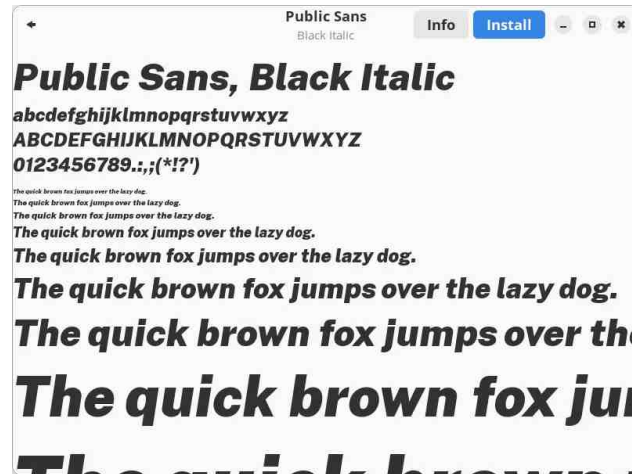 Public Sans
Black Italic
Info
Install
Public Sans, Black Italic
abcdefghijklmnopqrstuvwxyz
ABCDEFGHIJKLMNOPQRSTUVWXYZ
0123456789.:,;(*!?')
The quick brown fox jumps over the lazy dog.
The quick brown fox jumps over the lazy dog.
The quick brown fox jumps over the lazy dog.
The quick brown fox jumps over the lazy dog.
The quick brown fox jumps over the lazy dog.
The quick brown fox jumps over the lazy dog.
The quick brown fox jumps over th
The quick brown fox ju
The quick brown